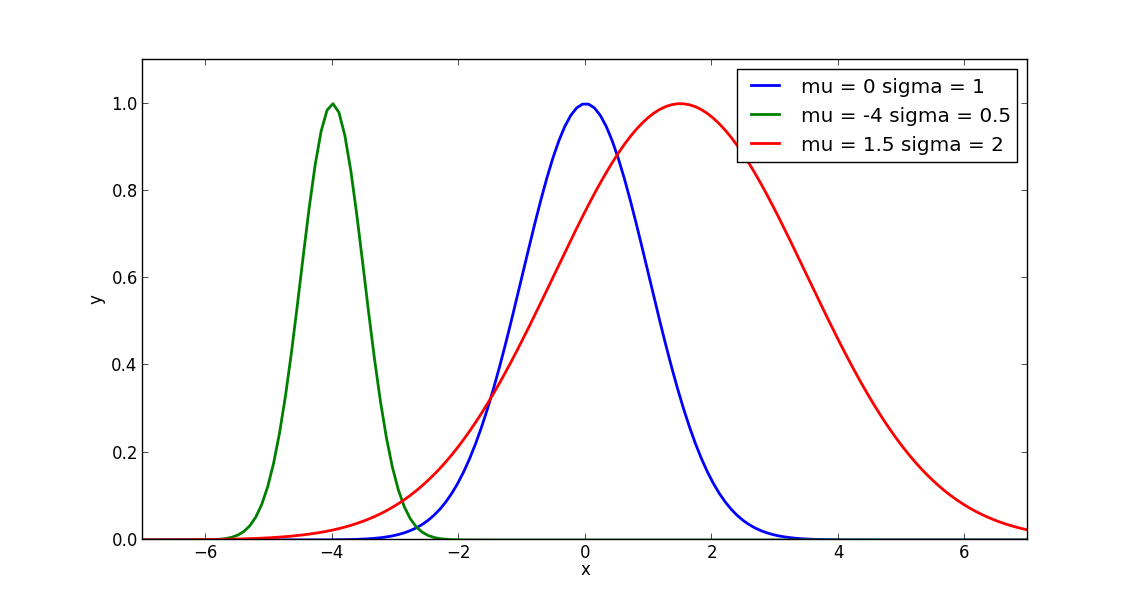 mu = 0 sigma = 1
mu = -4 sigma = 0.5
mu = 1.5 sigma = 2
1.0
0.8
0.6
y
0.4
0.2
0.0
−6 −4 −2 0 2 4 6
x